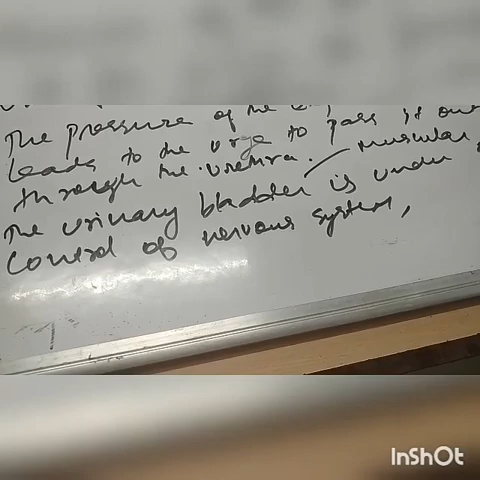 The pressure of the
leads to the urge to pass it out
through the urethra. muscular
The urinary bladder is under
control of nervous system,
InShOt